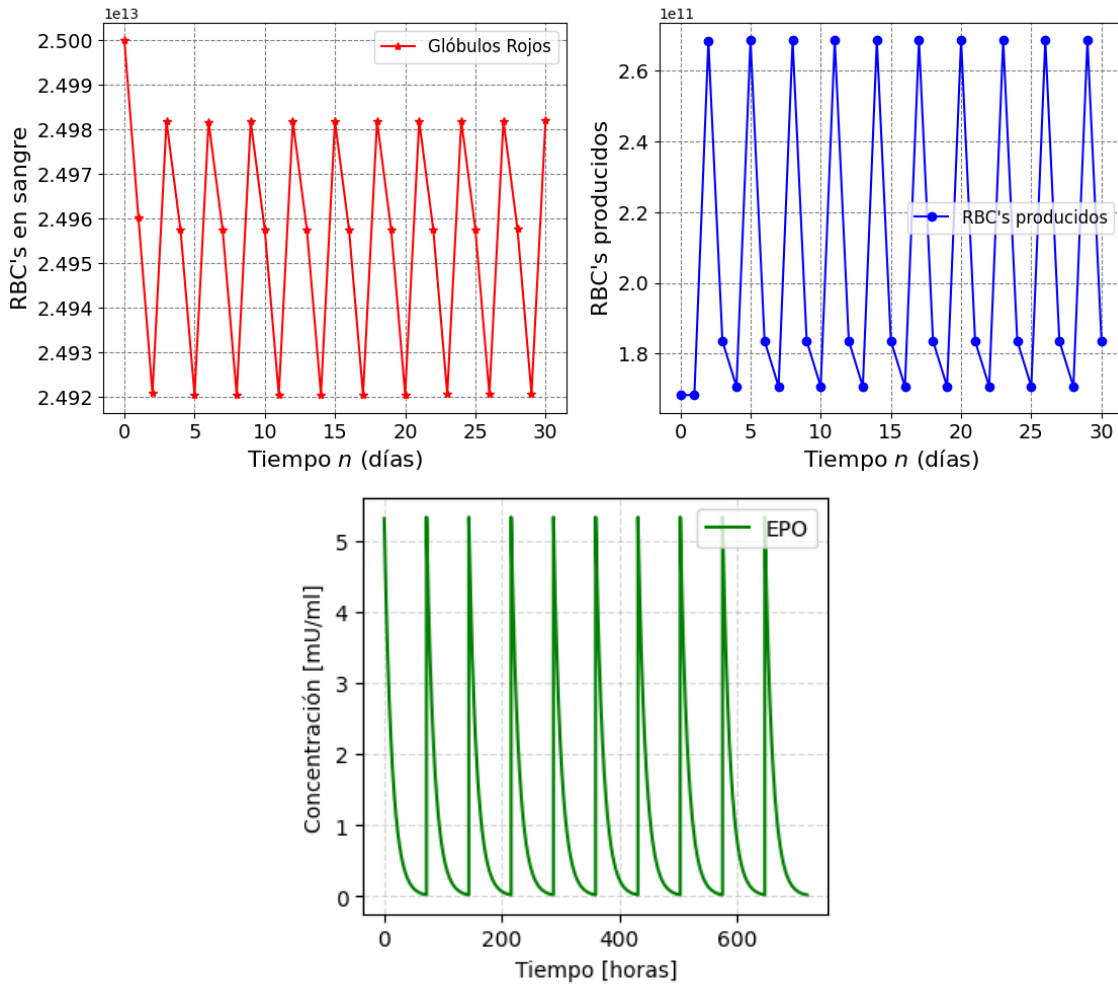 1e13
2.500
2.499
2.498
2.497
2.496
2.495
2.494
2.493
2.492
RBC's en sangre
Glóbulos Rojos
0 5 10 15 20 25 30
Tiempo n (días)
1e11
2.6
2.4
2.2
2.0
1.8
RBC's producidos
RBC's producidos
0 5 10 15 20 25 30
Tiempo n (días)
5
4
3
2
1
0
Concentración [mU/ml]
EPO
0 200 400 600
Tiempo [horas]